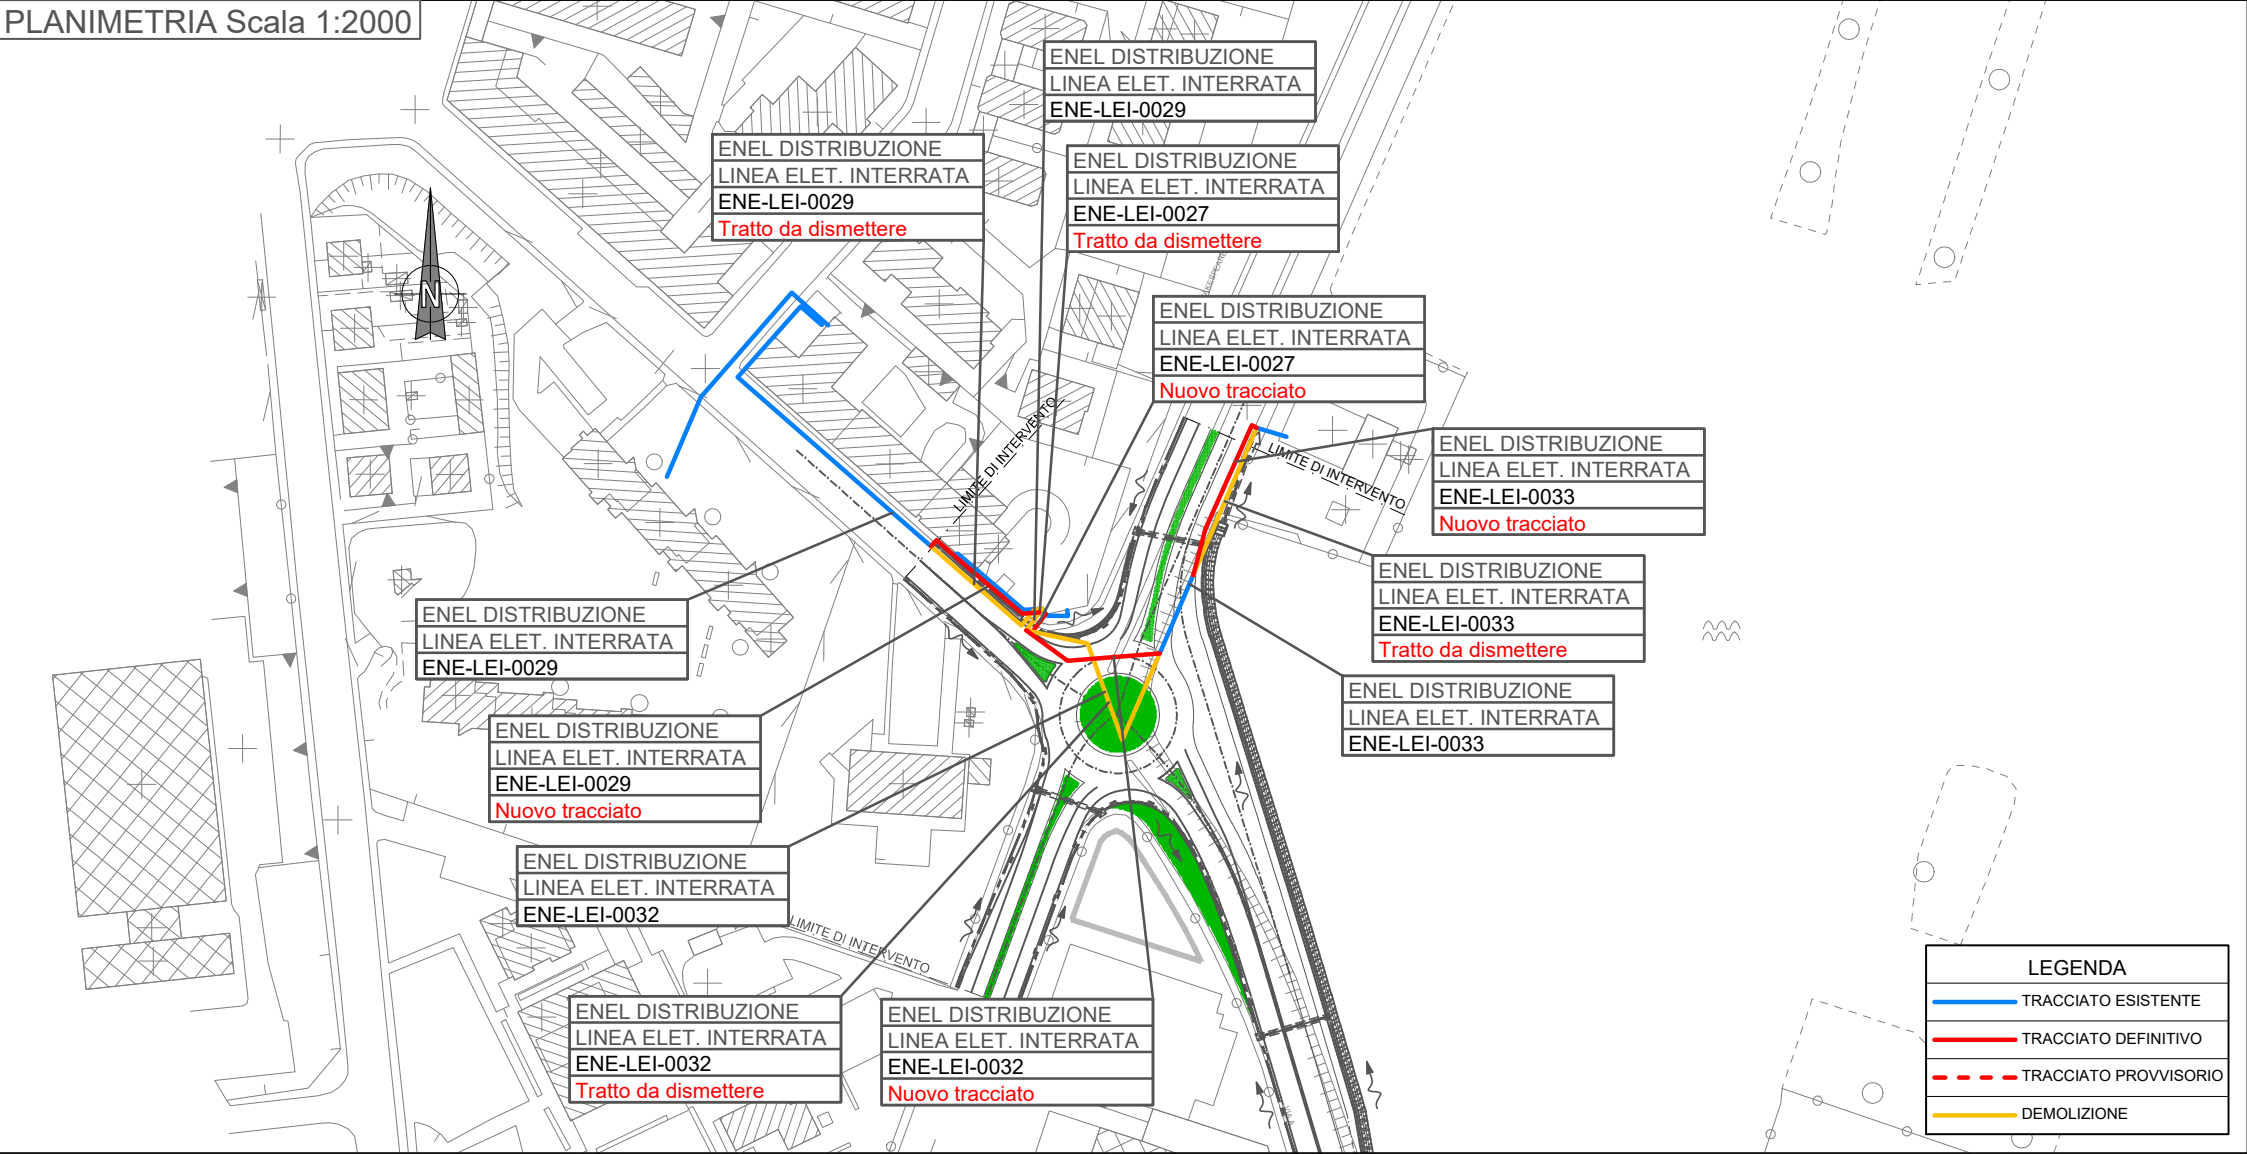 PLANIMETRIA Scala 1:2000
ENEL DISTRIBUZIONE
LINEA ELET. INTERRATA
ENE-LEI-0029
ENEL DISTRIBUZIONE
LINEA ELET. INTERRATA
ENE-LEI-0029
Tratto da dismettere
ENEL DISTRIBUZIONE
LINEA ELET. INTERRATA
ENE-LEI-0027
Tratto da dismettere
N
ENEL DISTRIBUZIONE
LINEA ELET. INTERRATA
ENE-LEI-0027
Nuovo tracciato
LIMITE DI INTERVENTO
LIMITE DI INTERVENTO
ENEL DISTRIBUZIONE
LINEA ELET. INTERRATA
ENE-LEI-0033
Nuovo tracciato
ENEL DISTRIBUZIONE
LINEA ELET. INTERRATA
ENE-LEI-0033
Tratto da dismettere
ENEL DISTRIBUZIONE
LINEA ELET. INTERRATA
ENE-LEI-0029
ENEL DISTRIBUZIONE
LINEA ELET. INTERRATA
ENE-LEI-0033
ENEL DISTRIBUZIONE
LINEA ELET. INTERRATA
ENE-LEI-0029
Nuovo tracciato
ENEL DISTRIBUZIONE
LINEA ELET. INTERRATA
ENE-LEI-0032
LIMITE DI INTERVENTO
ENEL DISTRIBUZIONE
LINEA ELET. INTERRATA
ENE-LEI-0032
Tratto da dismettere
ENEL DISTRIBUZIONE
LINEA ELET. INTERRATA
ENE-LEI-0032
Nuovo tracciato
LEGENDA
TRACCIATO ESISTENTE
TRACCIATO DEFINITIVO
TRACCIATO PROVVISORIO
DEMOLIZIONE